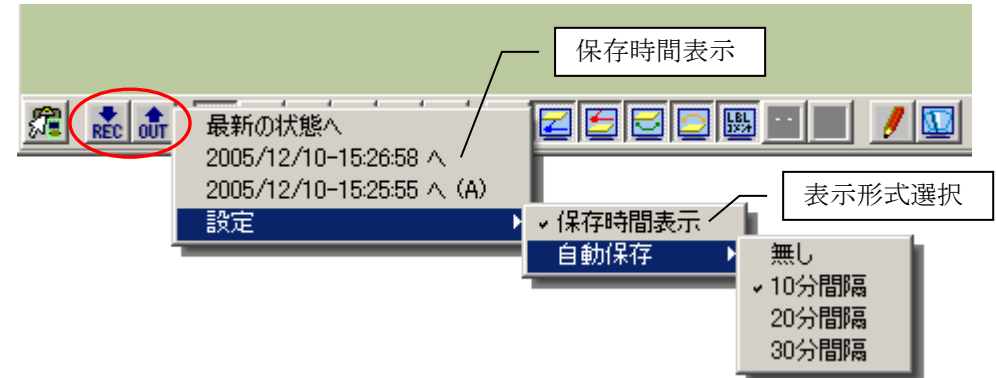 保存時間表示
REC OUT
LBL
最新の状態へ
2005/12/10-15:26:58 へ
2005/12/10-15:25:55 へ (A)
表示形式選択
設定
保存時間表示
自動保存
無し
10分間隔
20分間隔
30分間隔